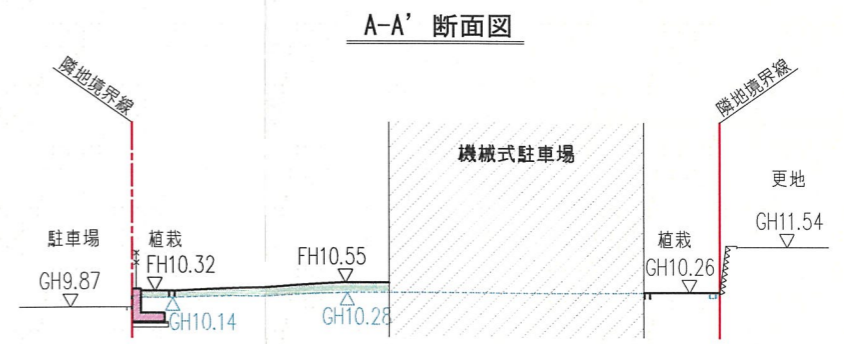 A-A' 断面図
隣地境界線
隣地境界線
機械式駐車場
更地
GH11.54
駐車場
植栽
植栽
GH9.87
FH10.32
FH10.55
GH10.26
GH10.14
GH10.28